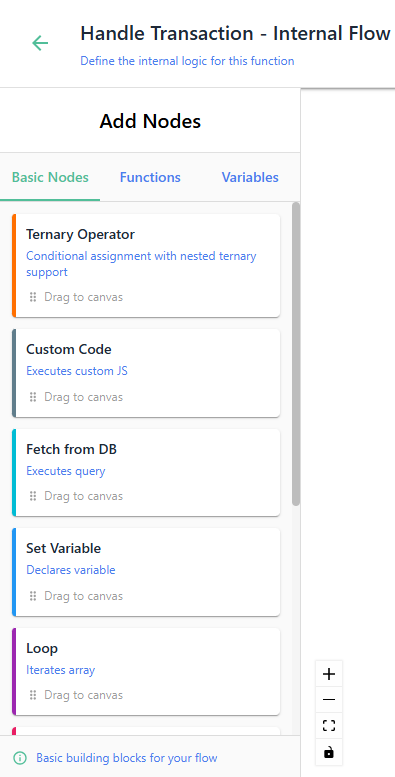 Handle Transaction - Internal Flow
Define the internal logic for this function
Add Nodes
Basic Nodes Functions Variables
Ternary Operator
Conditional assignment with nested ternary
support
Drag to canvas
Custom Code
Executes custom JS
Drag to canvas
Fetch from DB
Executes query
Drag to canvas
Set Variable
Declares variable
Drag to canvas
Loop
Iterates array
Drag to canvas
Basic building blocks for your flow